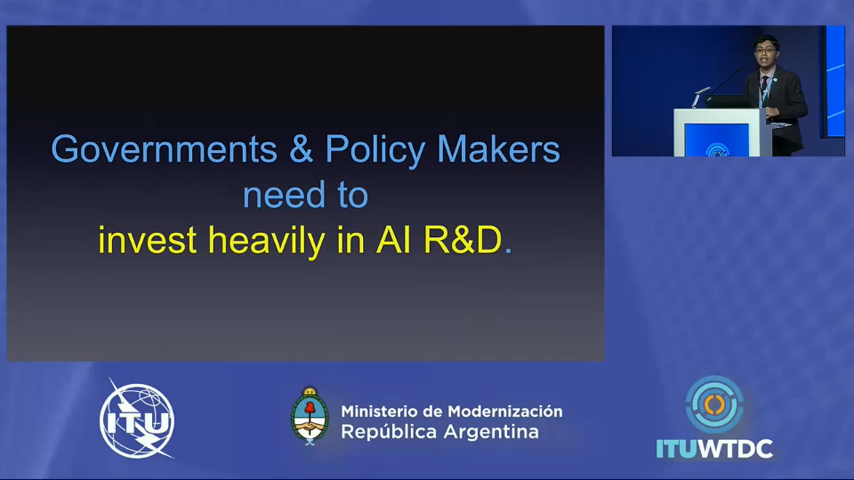 Governments & Policy Makers
need to
invest heavily in AI R&D.
ITU
Ministerio de Modernización
República Argentina
ITUWTDC